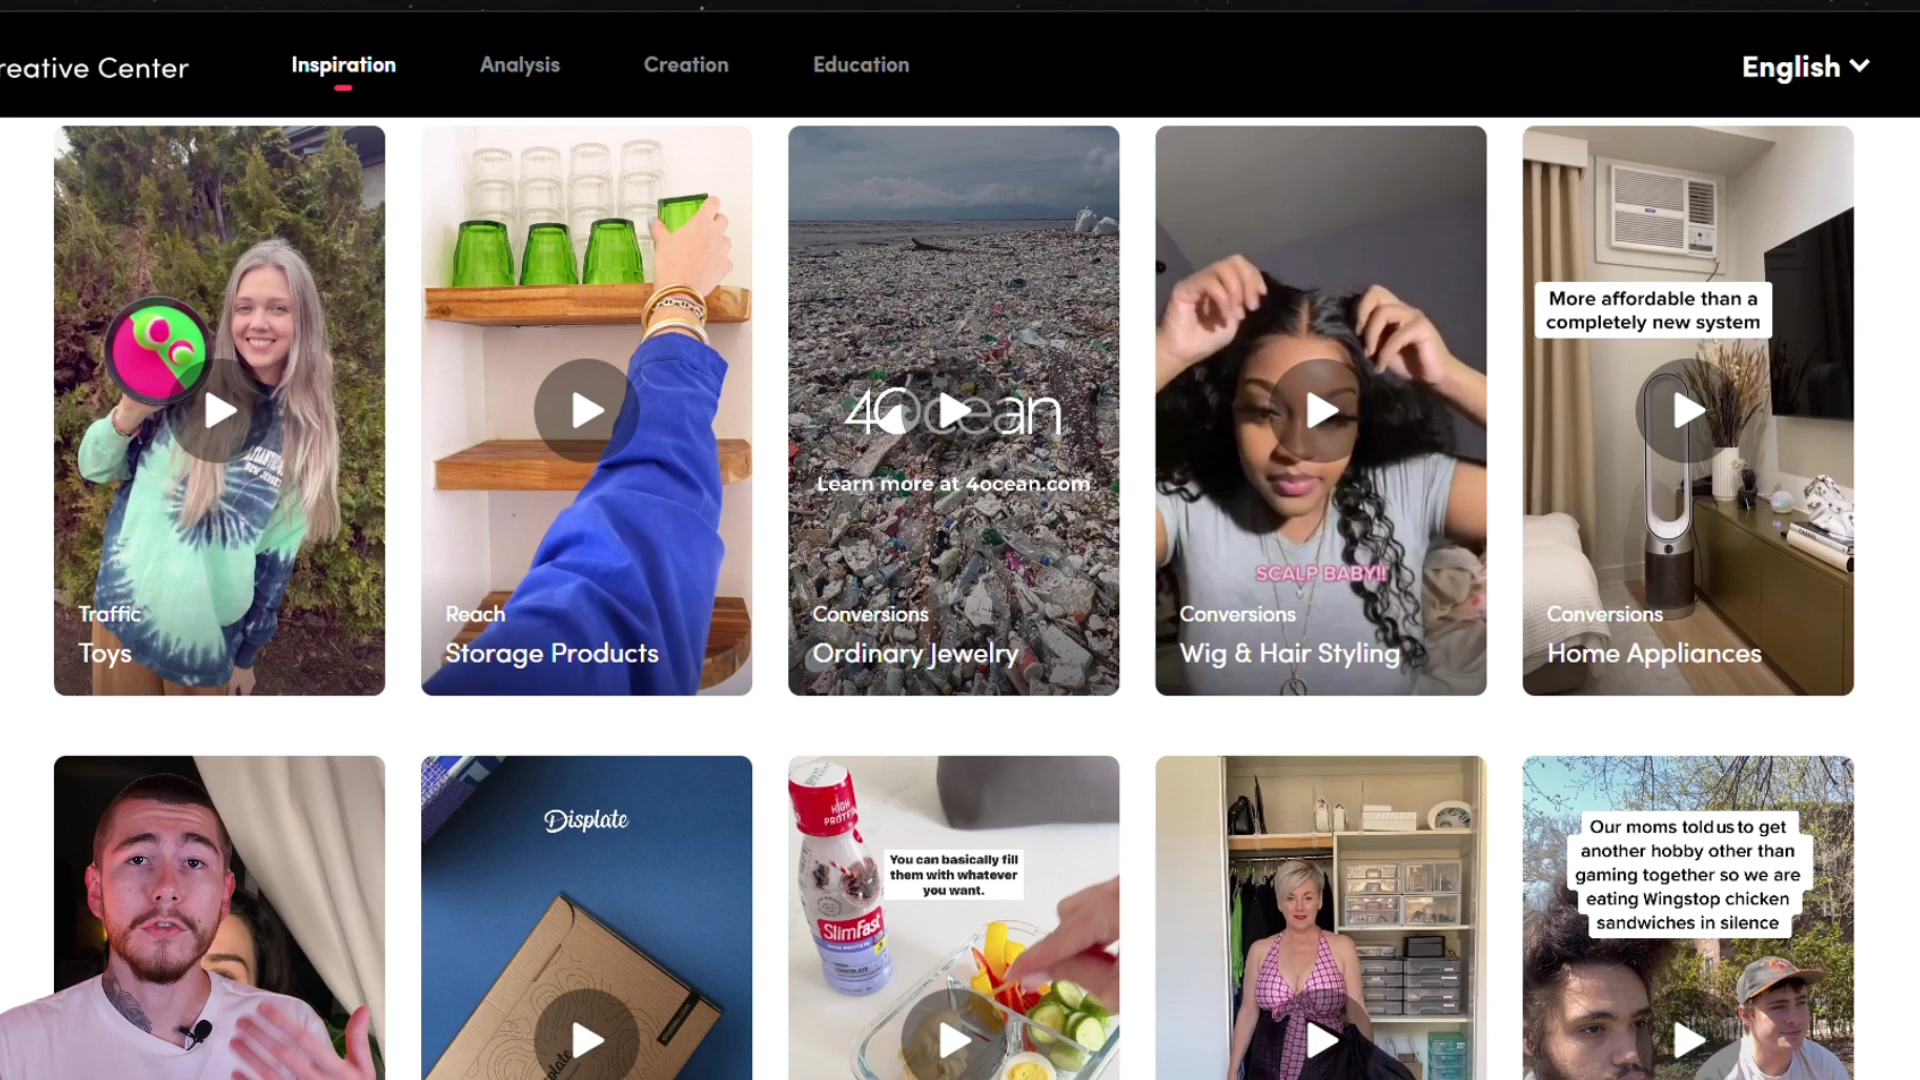 reative Center
Inspiration
Analysis
Creation
Education
English
Traffic
Toys
Reach
Storage Products
4Ocean
Learn more at 4ocean.com
Conversions
Ordinary Jewelry
SCALP BABY!!
Conversions
Wig & Hair Styling
More affordable than a
completely new system
Conversions
Home Appliances
Displate
HIGH
PROTEIN
SlimFast
You can basically fill
them with whatever
you want.
Our moms told us to get
another hobby other than
gaming together so we are
eating Wingstop chicken
sandwiches in silence